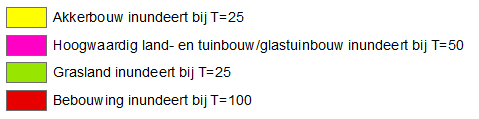 Akkerbouw inundeert bij T=25
Hoogwaardig land- en tuinbouw/glastuinbouw inundeert bij T=50
Grasland inundeert bij T=25
Bebouwing inundeert bij T=100